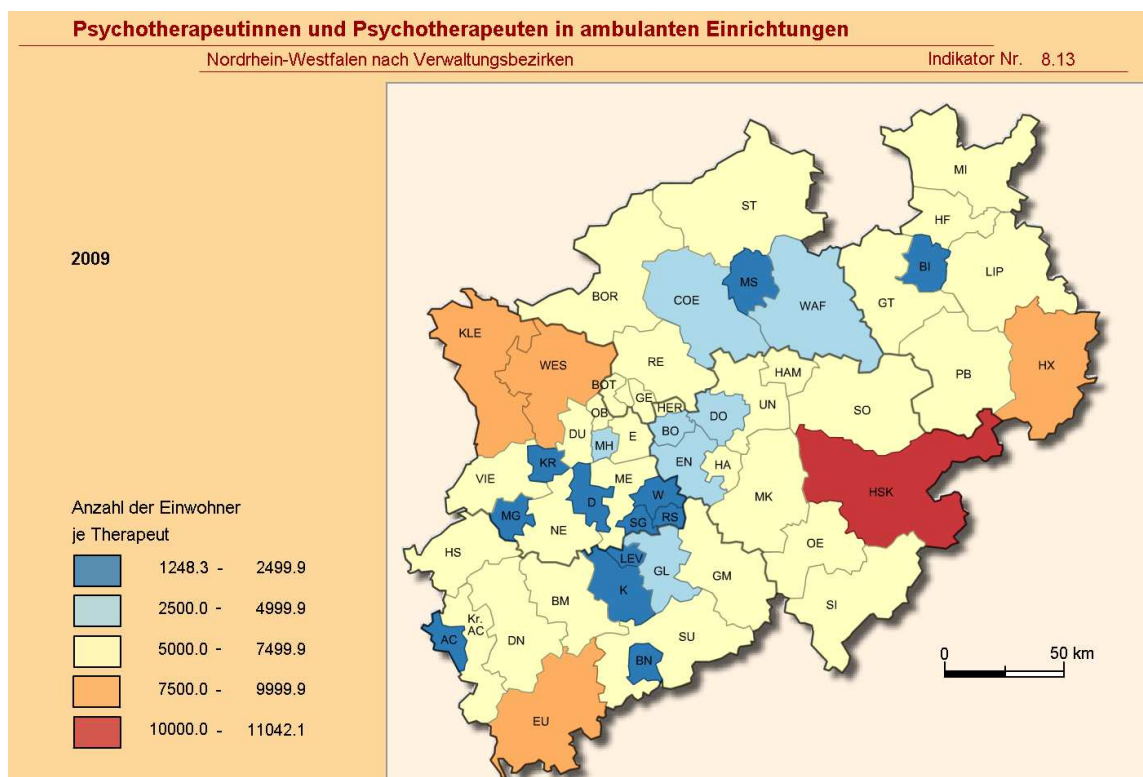 Psychotherapeutinnen und Psychotherapeuten in ambulanten Einrichtungen
Nordrhein-Westfalen nach Verwaltungsbezirken Indikator Nr. 8.13
2009
MI
ST
HF
MS
BI
LIP
BOR
COE
WAF
GT
KLE
WES
RE
HAM
PB
HX
BOT
GE
HER
DO
UN
SO
OB
BO
DU
MH
E
EN
HA
KR
VIE
ME
W
MK
HSK
MG
D
SG
RS
NE
OE
HS
LEV
GL
GM
K
BM
SI
Kr.
AC
AC
DN
SU
BN
EU
0 50 km
Anzahl der Einwohner
je Therapeut
1248.3 - 2499.9
2500.0 - 4999.9
5000.0 - 7499.9
7500.0 - 9999.9
10000.0 - 11042.1